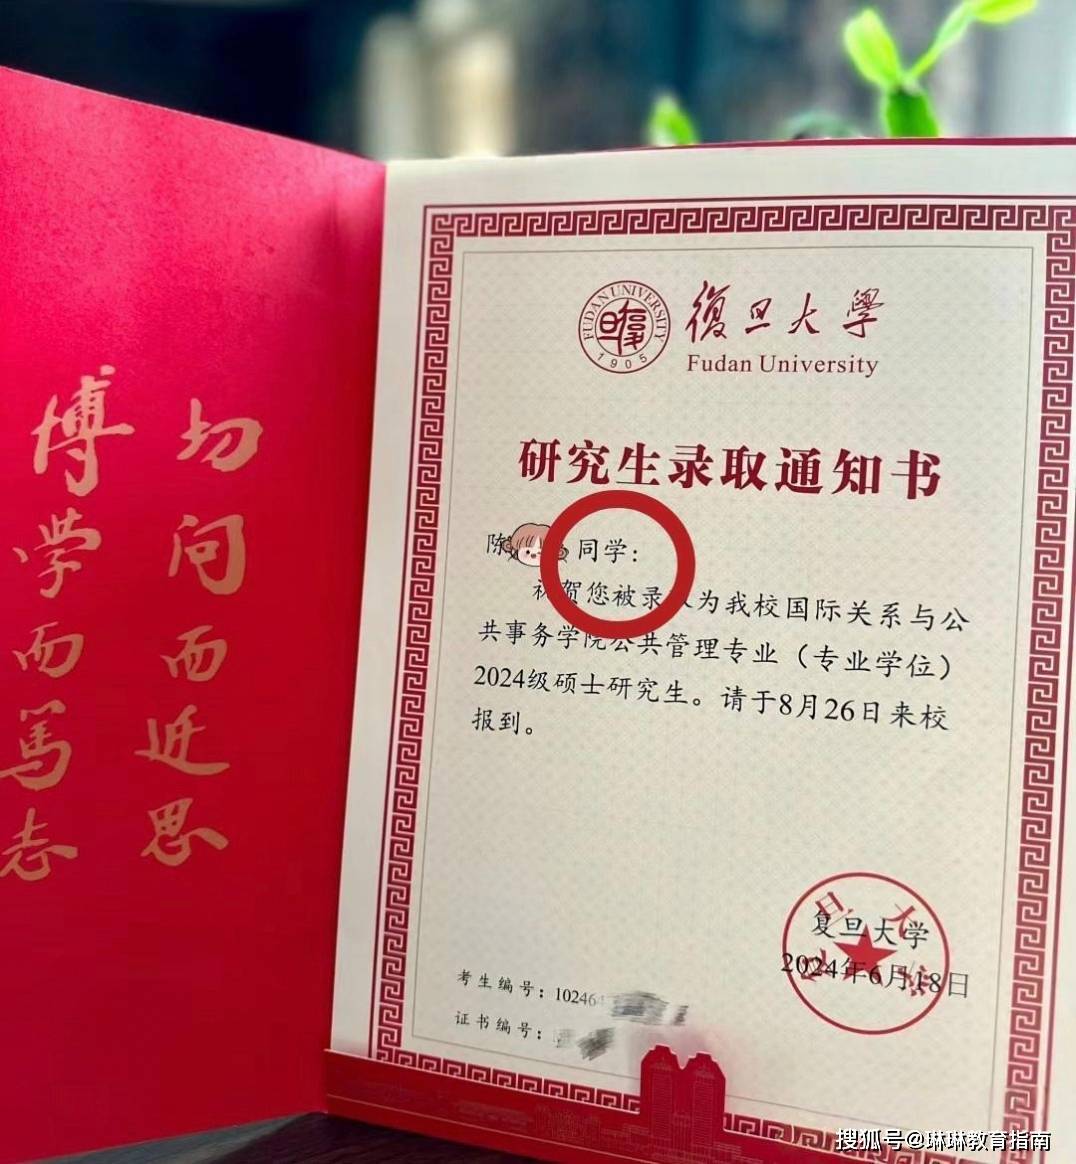 博学而笃志
切问而近思
FUDAN UNIVERSITY
1905
復旦大學
Fudan University
研究生录取通知书
陈 同学：
祝贺您被录 为我校国际关系与公
共事务学院公共管理专业（专业学位）
2024级硕士研究生。请于8月26日来校
报到。
复旦大学
2024年6月18日
考生编号：10246
证书编号：
搜狐号@琳琳教育指南